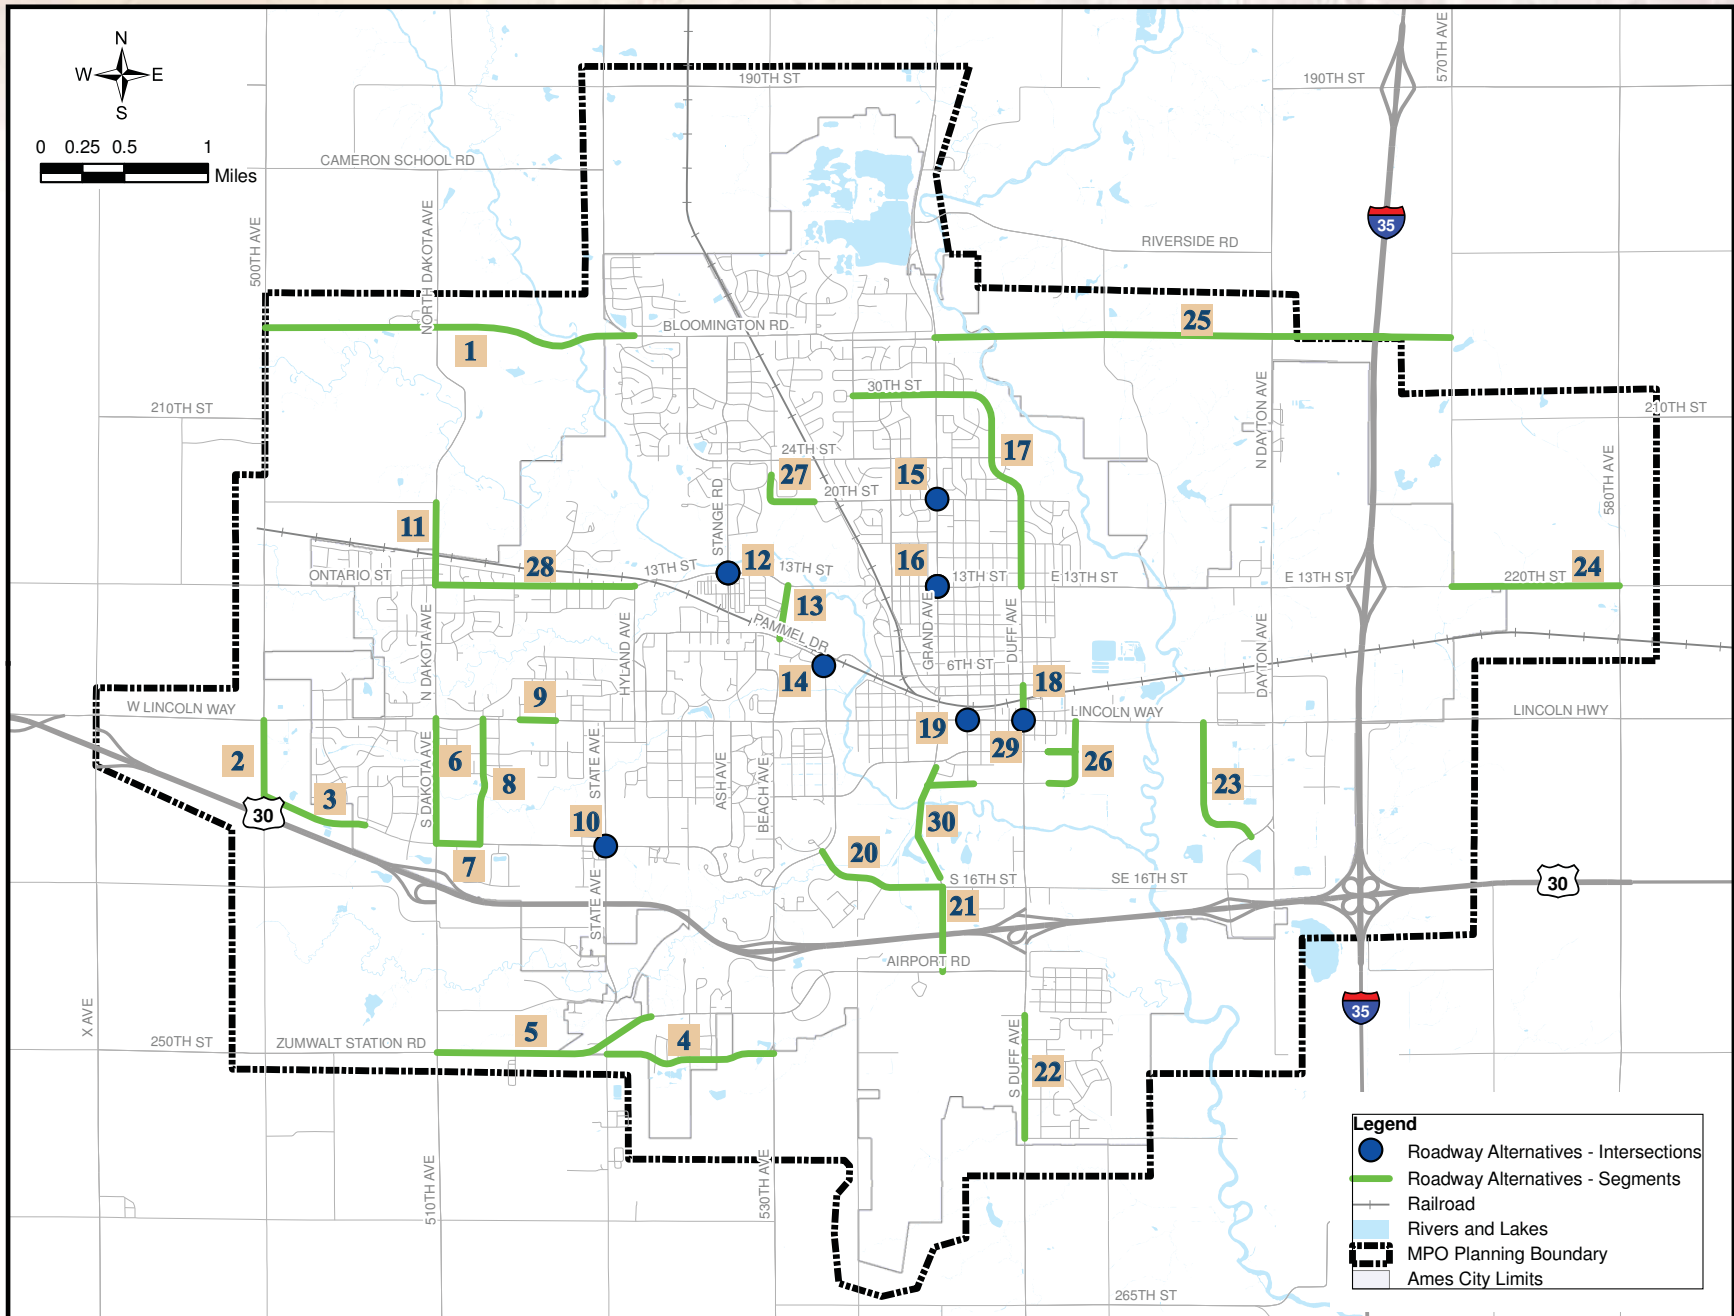 N
W E
S
0 0.25 0.5 1
Miles
190TH ST
190TH ST
570TH AVE
CAMERON SCHOOL RD
500TH AVE
NORTH DAKOTA AVE
35
RIVERSIDE RD
BLOOMINGTON RD
25
1
30TH ST
210TH ST
210TH ST
N DAYTON AVE
24TH ST
17
27
15
20TH ST
580TH AVE
STANGE RD
11
28
12
16
ONTARIO ST
13TH ST
13TH ST
13TH ST
E 13TH ST
E 13TH ST
220TH ST
24
13
N DAKOTA AVE
HYLAND AVE
PAMMEL DR
GRAND AVE
DUFF AVE
DAYTON AVE
6TH ST
14
18
9
W LINCOLN WAY
LINCOLN WAY
LINCOLN HWY
19
29
2
6
8
26
23
S DAKOTA AVE
STATE AVE
ASH AVE
BEACH AVE
3
30
10
30
20
7
S 16TH ST
SE 16TH ST
30
STATE AVE
21
AIRPORT RD
X AVE
35
5
4
250TH ST
ZUMWALT STATION RD
S DUFF AVE
22
510TH AVE
530TH AVE
Legend
Roadway Alternatives - Intersections
Roadway Alternatives - Segments
Railroad
Rivers and Lakes
MPO Planning Boundary
Ames City Limits
265TH ST